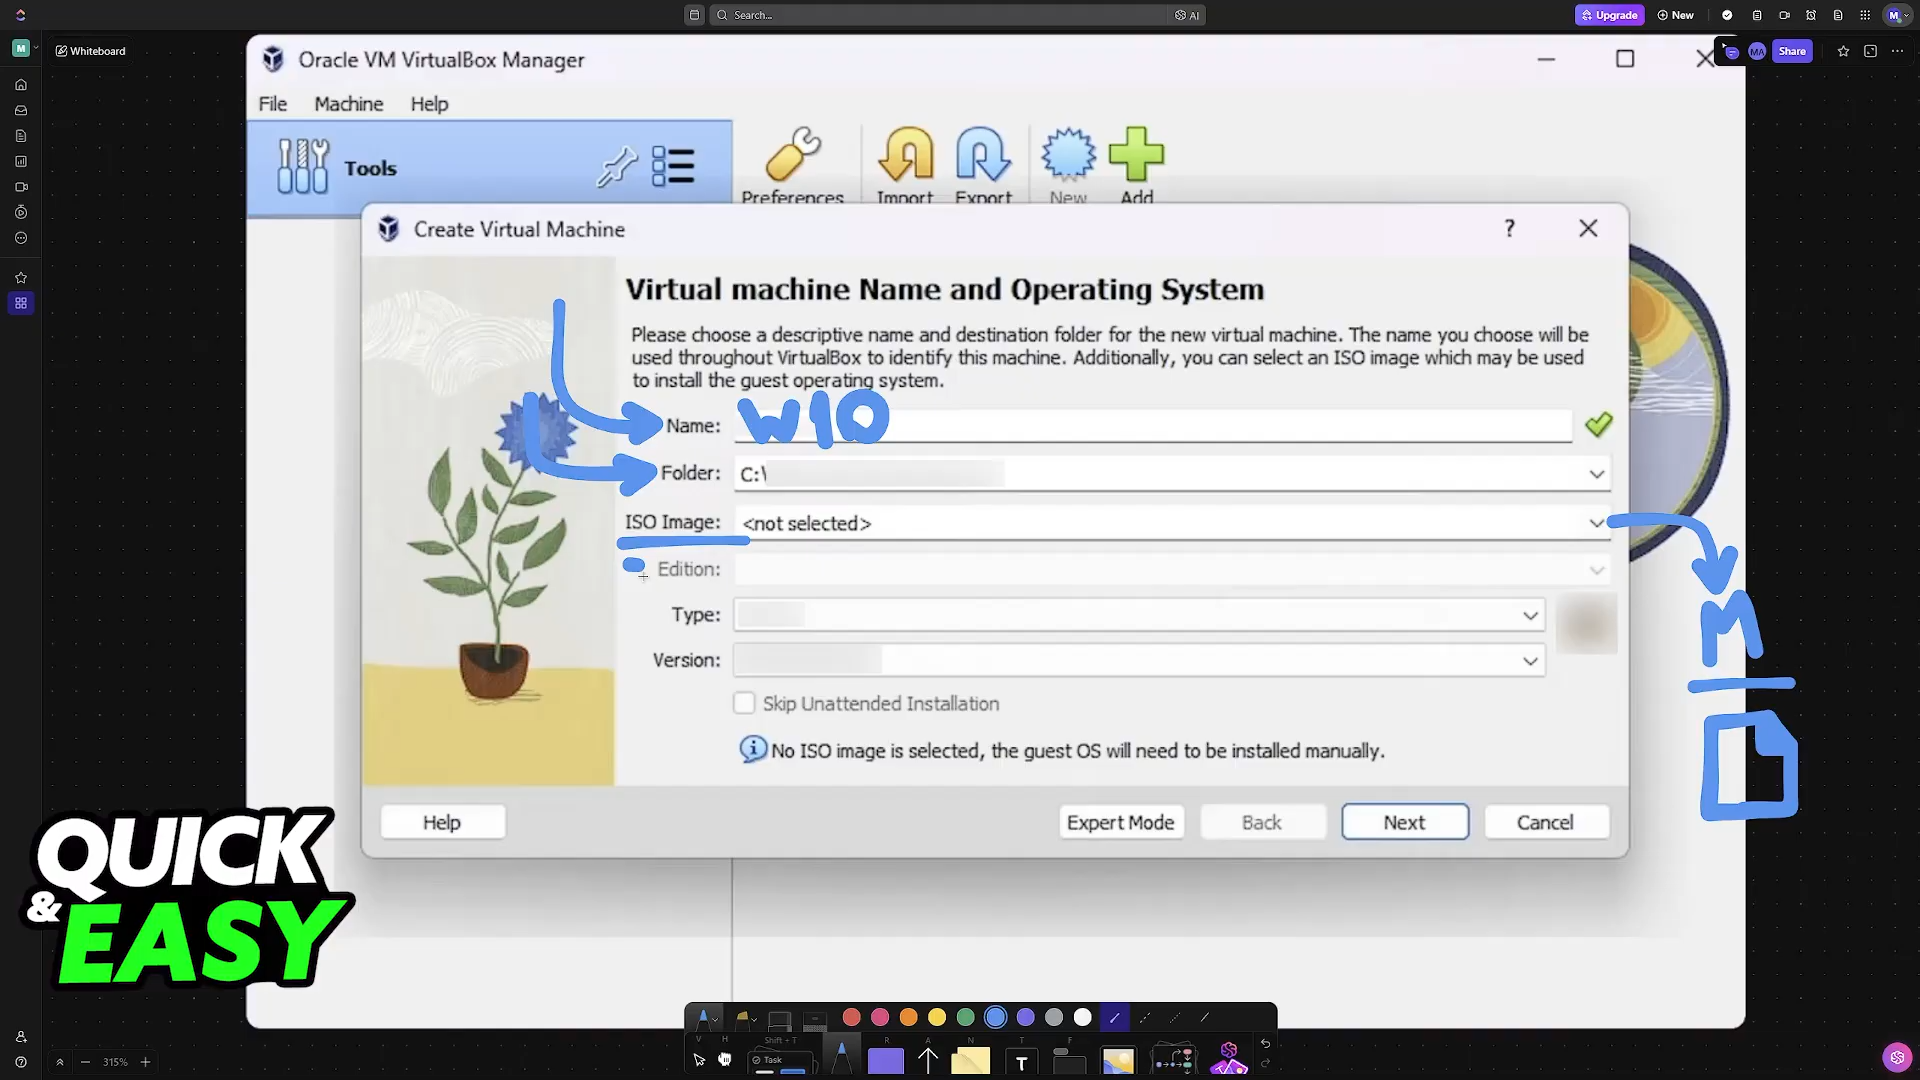 Search...
AI
Upgrade
New
M
M
Whiteboard
MA
Share
Oracle VM VirtualBox Manager
File Machine Help
Tools
Preferences
Import
Export
New
Add
Create Virtual Machine
?
Virtual machine Name and Operating System
Please choose a descriptive name and destination folder for the new virtual machine. The name you choose will be
used throughout VirtualBox to identify this machine. Additionally, you can select an ISO image which may be used
to install the guest operating system.
Name: W10
Folder: C:\
ISO Image: <not selected>
Edition:
Type:
Version:
M
Skip Unattended Installation
No ISO image is selected, the guest OS will need to be installed manually.
Help
Expert Mode
Back
Next
Cancel
QUICK
& EASY
V H Shift + T R A N T F
Task
T
315%